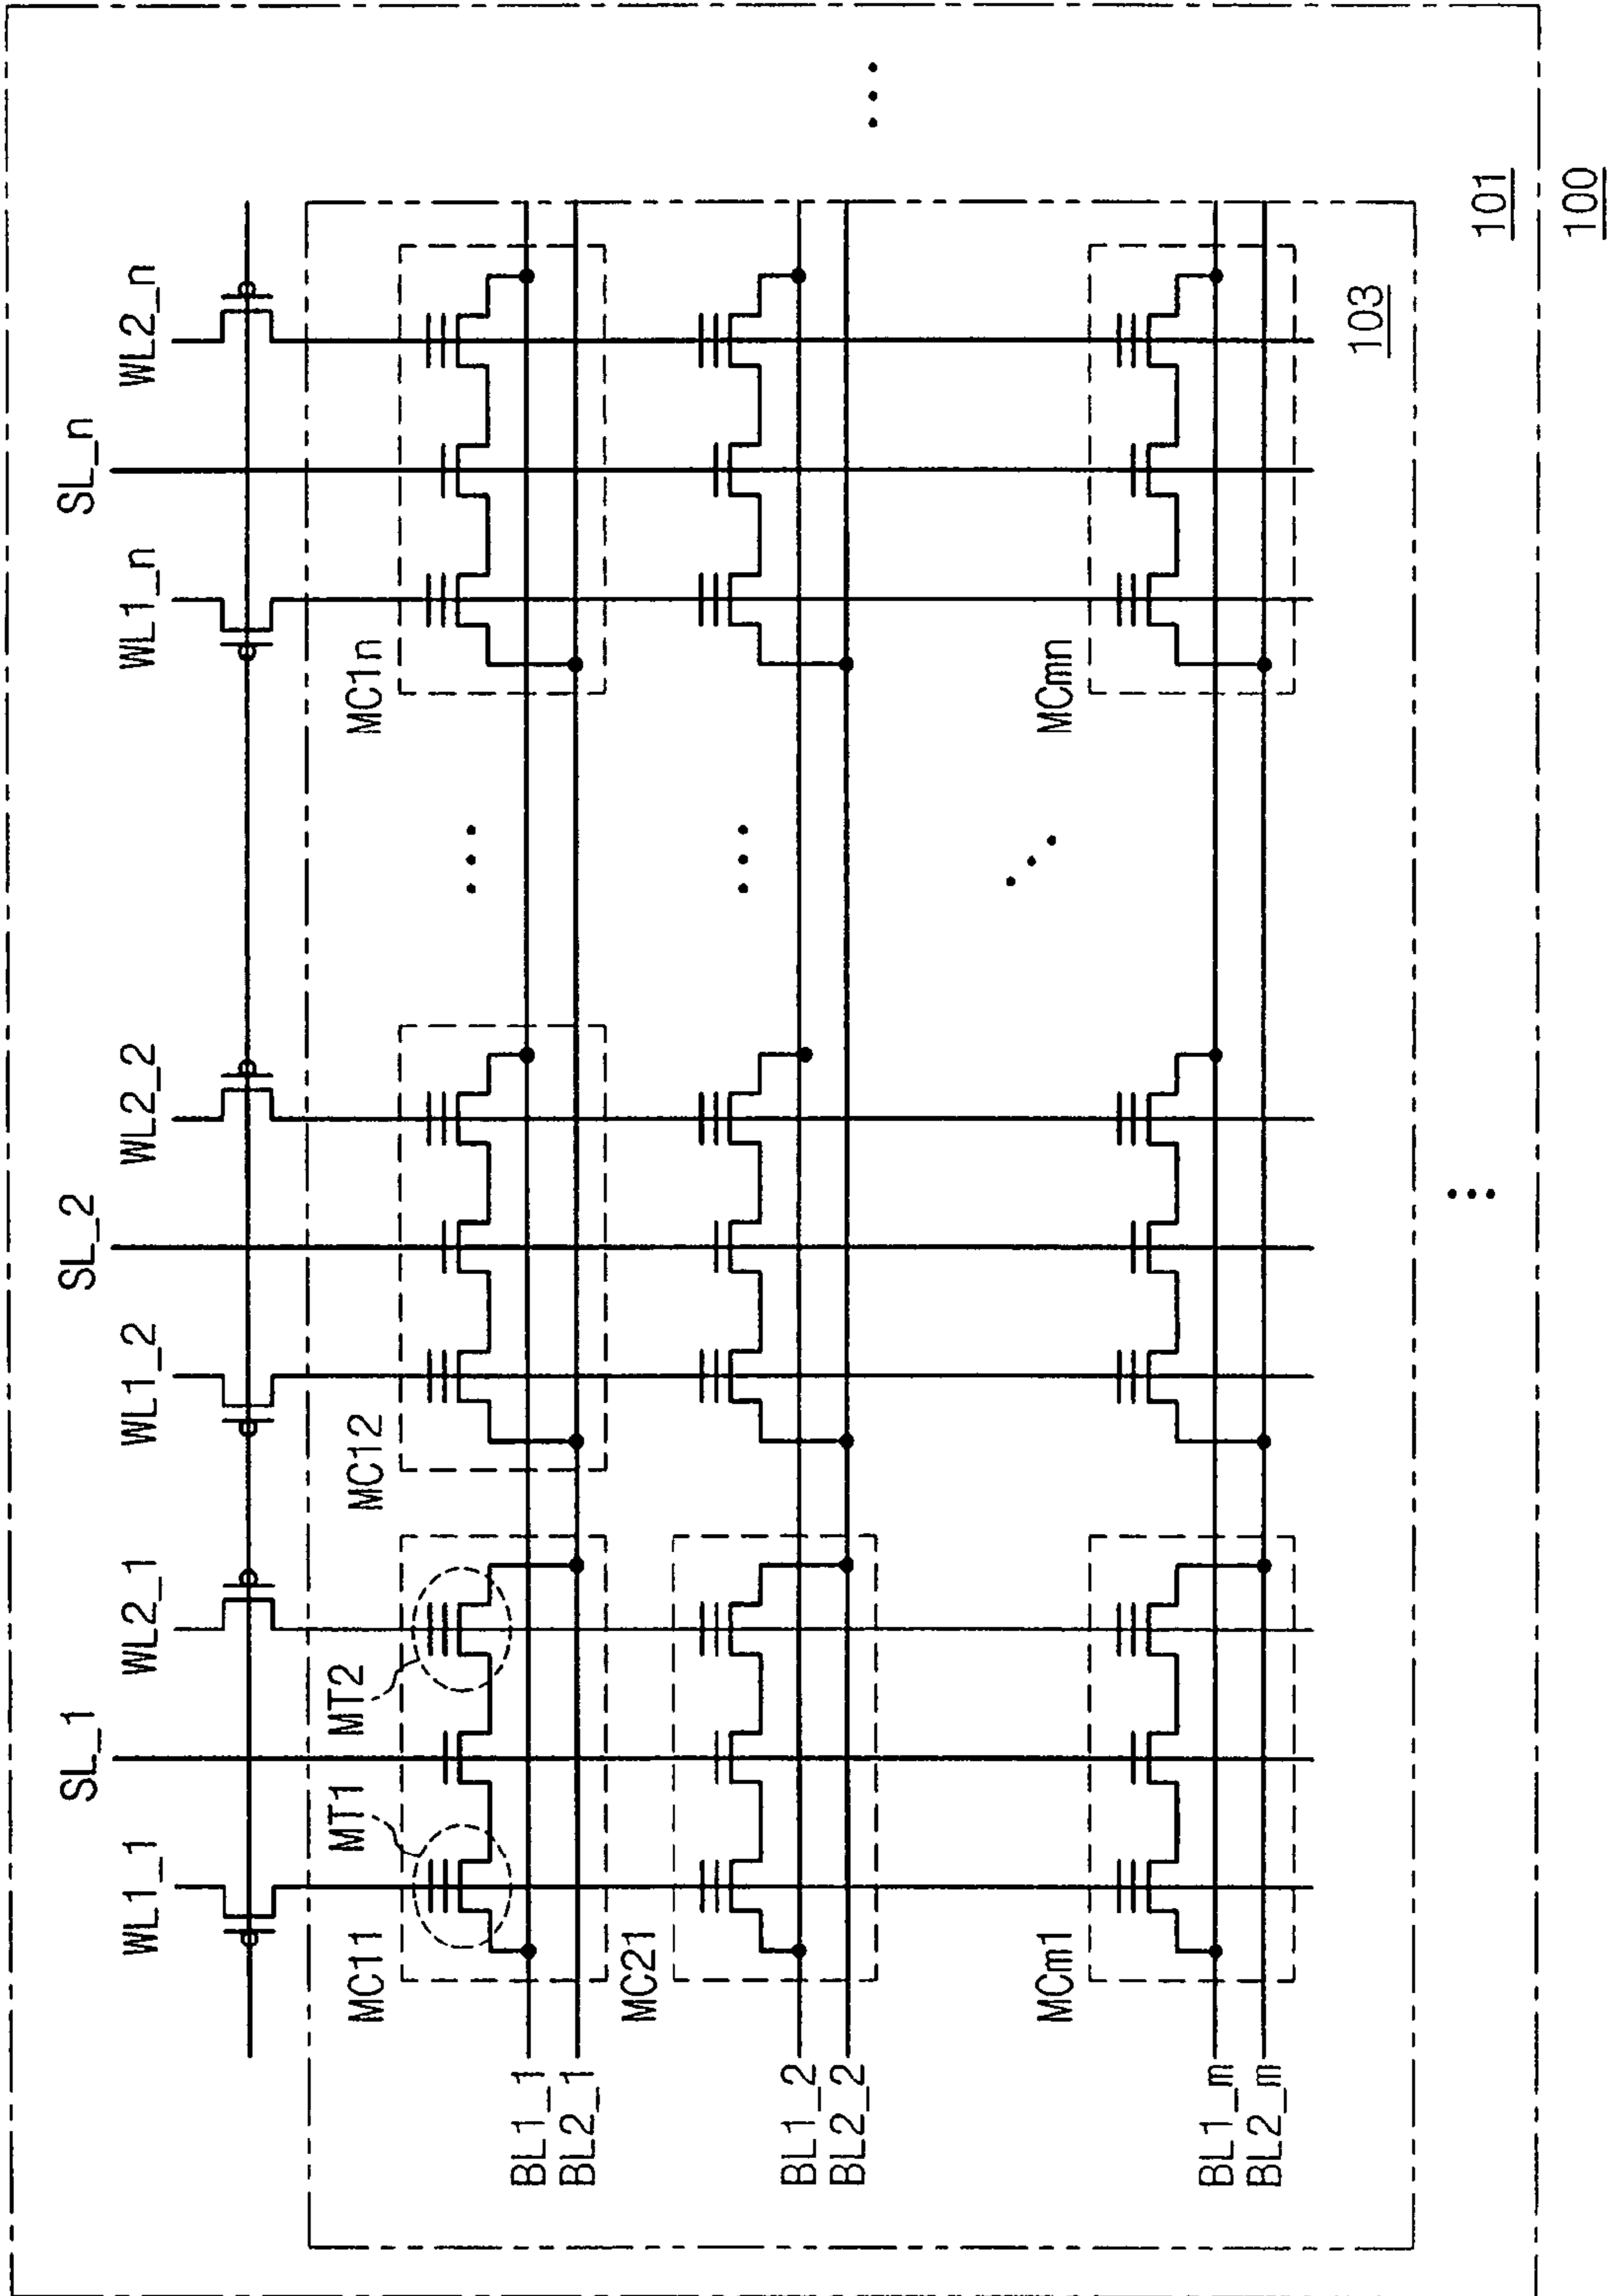 SL_1
SL_2
SL_n
WL1_1
WL2_1
WL1_2
WL2_2
WL1_n
WL2_n
MT1
MT2
MC11
MC12
MC1n
BL1_1
BL2_1
MC21
BL1_2
BL2_2
MCm1
MCmn
BL1_m
BL2_m
103
101
100